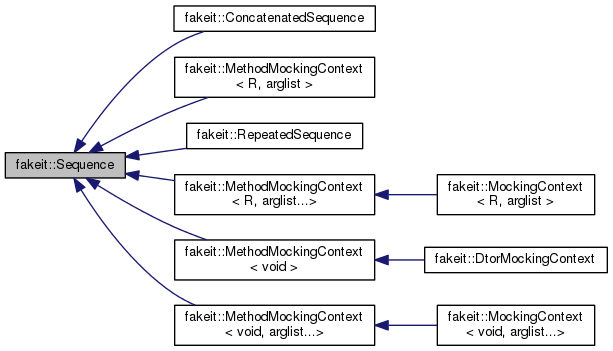 fakeit::ConcatenatedSequence
fakeit::MethodMockingContext
< R, arglist >
fakeit::RepeatedSequence
fakeit::Sequence
fakeit::MethodMockingContext
< R, arglist...>
fakeit::MockingContext
< R, arglist >
fakeit::MethodMockingContext
< void >
fakeit::DtorMockingContext
fakeit::MethodMockingContext
< void, arglist...>
fakeit::MockingContext
< void, arglist...>